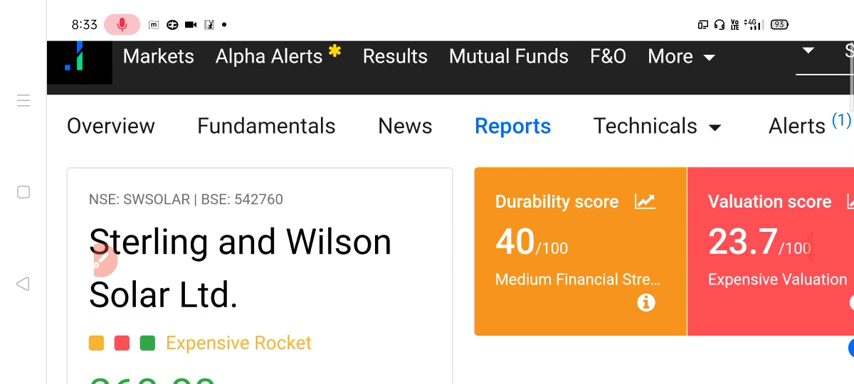 8:33
4G
93
Markets Alpha Alerts Results Mutual Funds F&O More
Overview Fundamentals News Reports Technicals Alerts (1)
NSE: SWSOLAR | BSE: 542760
Sterling and Wilson
Solar Ltd.
Expensive Rocket
Durability score
40/100
Medium Financial Stre...
Valuation score
23.7/100
Expensive Valuation